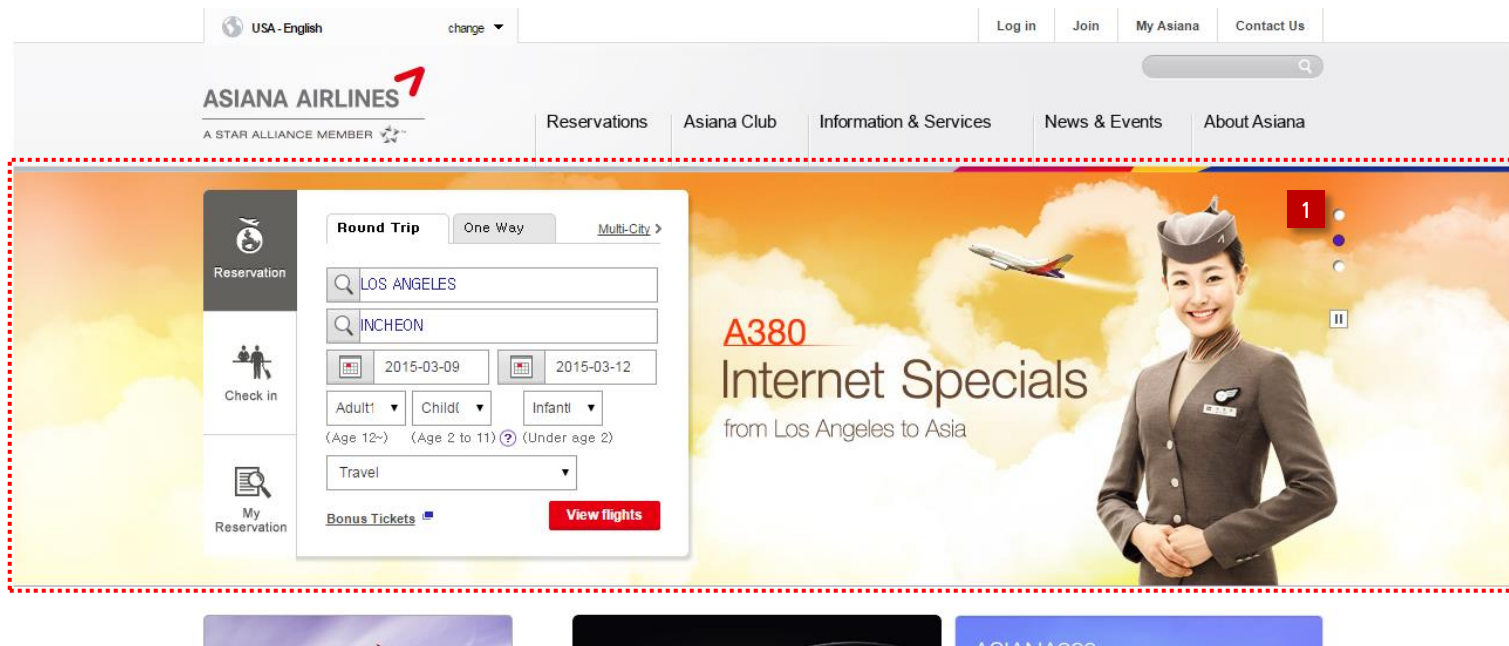 USA - English change Log in Join My Asiana Contact Us
ASIANA AIRLINES
A STAR ALLIANCE MEMBER
Reservations Asiana Club Information & Services News & Events About Asiana
1
Reservation
Check in
My
Reservation
Round Trip One Way Multi-City >
LOS ANGELES
INCHEON
2015-03-09 2015-03-12
Adult1 Child( Infant(
(Age 12~) (Age 2 to 11) ? (Under age 2)
Travel
Bonus Tickets View flights
A380
Internet Specials
from Los Angeles to Asia